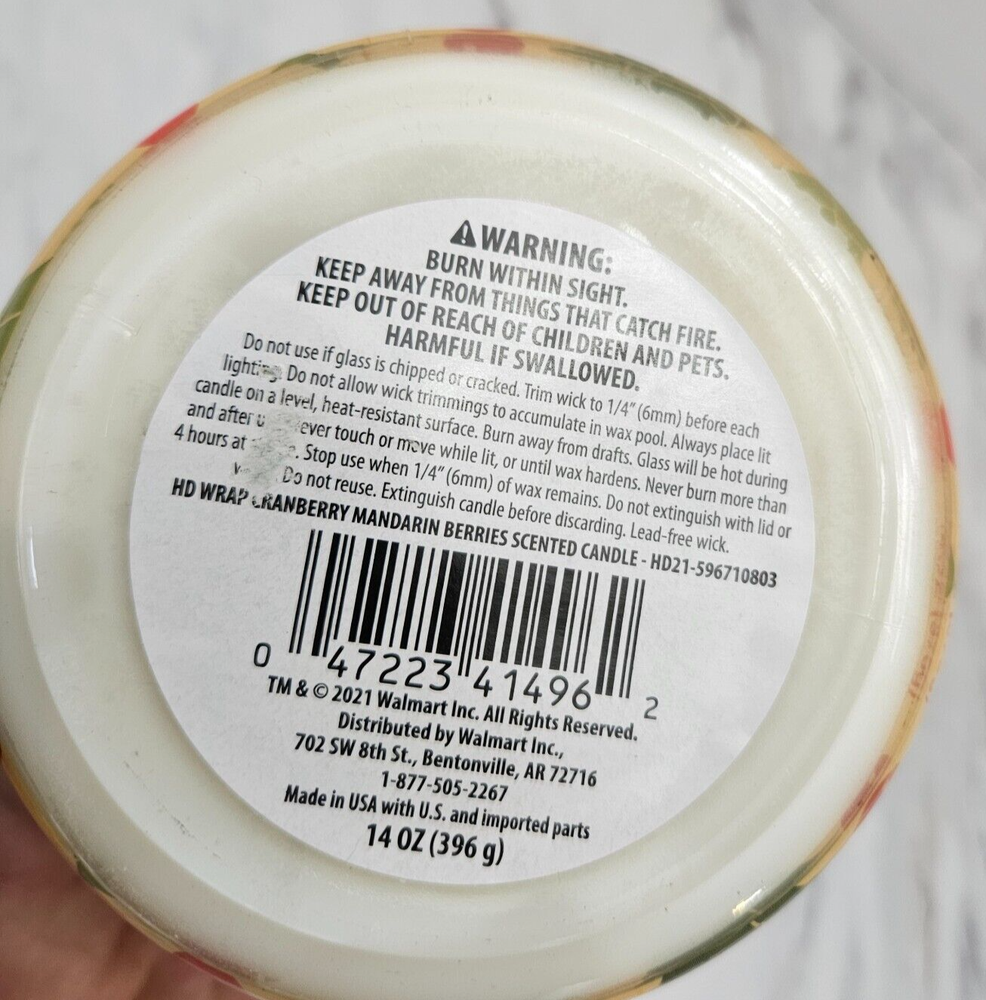 ⚠WARNING:
BURN WITHIN SIGHT.
KEEP AWAY FROM THINGS THAT CATCH FIRE.
KEEP OUT OF REACH OF CHILDREN AND PETS.
HARMFUL IF SWALLOWED.
Do not use if glass is chipped or cracked. Trim wick to 1/4" (6mm) before each
lighting. Do not allow wick trimmings to accumulate in wax pool. Always place lit
candle on a level, heat-resistant surface. Burn away from drafts. Glass will be hot during
and after ever touch or move while lit, or until wax hardens. Never burn more than
4 hours at Stop use when 1/4" (6mm) of wax remains. Do not extinguish with lid or
Do not reuse. Extinguish candle before discarding. Lead-free wick.
HD WRAP CRANBERRY MANDARIN BERRIES SCENTED CANDLE - HD21-596710803
0 47223 41496 2
TM & © 2021 Walmart Inc. All Rights Reserved.
Distributed by Walmart Inc.,
702 SW 8th St., Bentonville, AR 72716
1-877-505-2267
Made in USA with U.S. and imported parts
14 OZ (396 g)